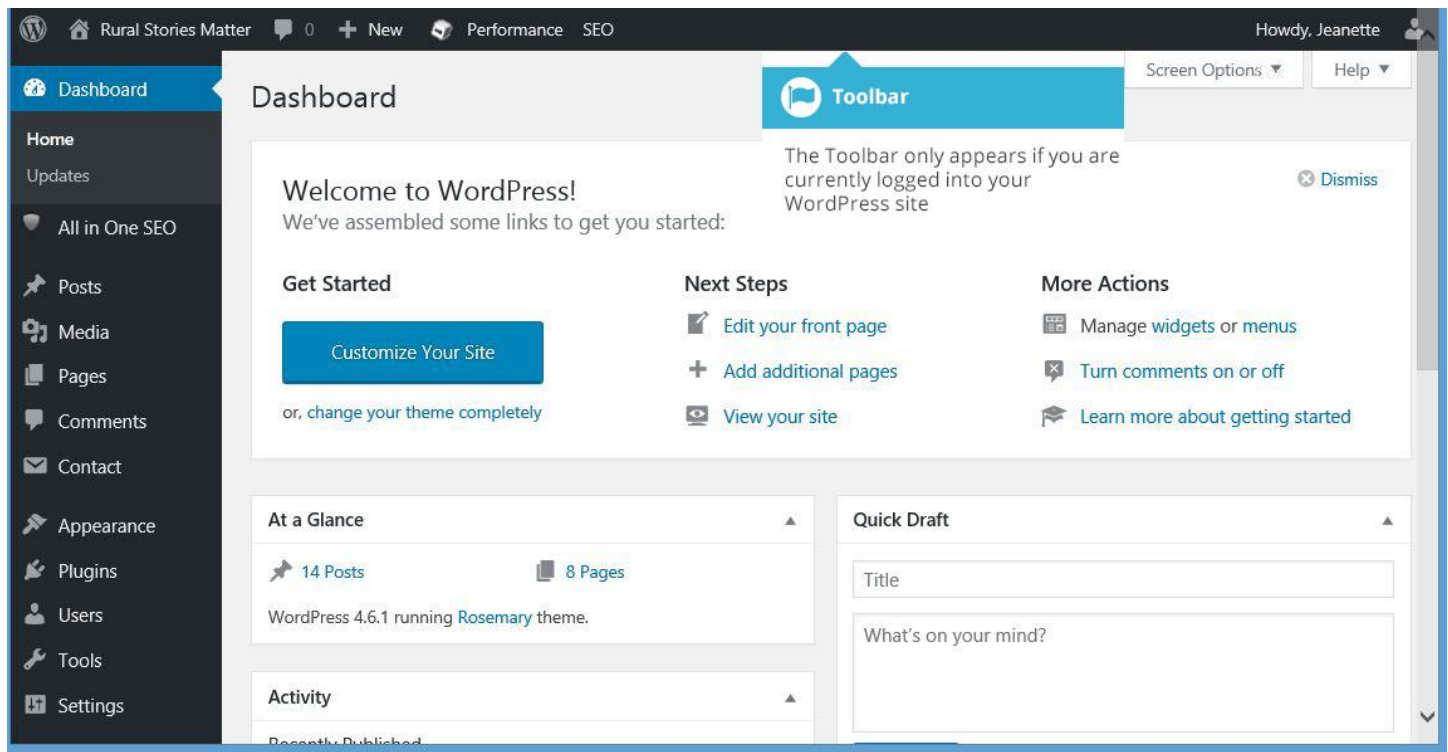 Rural Stories Matter 0 New Performance SEO Howdy, Jeanette
Dashboard
Home
Updates
All in One SEO
Posts
Media
Pages
Comments
Contact
Appearance
Plugins
Users
Tools
Settings
Screen Options Help
Dashboard
Toolbar
The Toolbar only appears if you are
currently logged into your
WordPress site
Dismiss
Welcome to WordPress!
We've assembled some links to get you started:
Get Started
Customize Your Site
or, change your theme completely
Next Steps
Edit your front page
Add additional pages
View your site
More Actions
Manage widgets or menus
Turn comments on or off
Learn more about getting started
At a Glance
14 Posts 8 Pages
WordPress 4.6.1 running Rosemary theme.
Activity
Recently Published
Quick Draft
Title
What's on your mind?